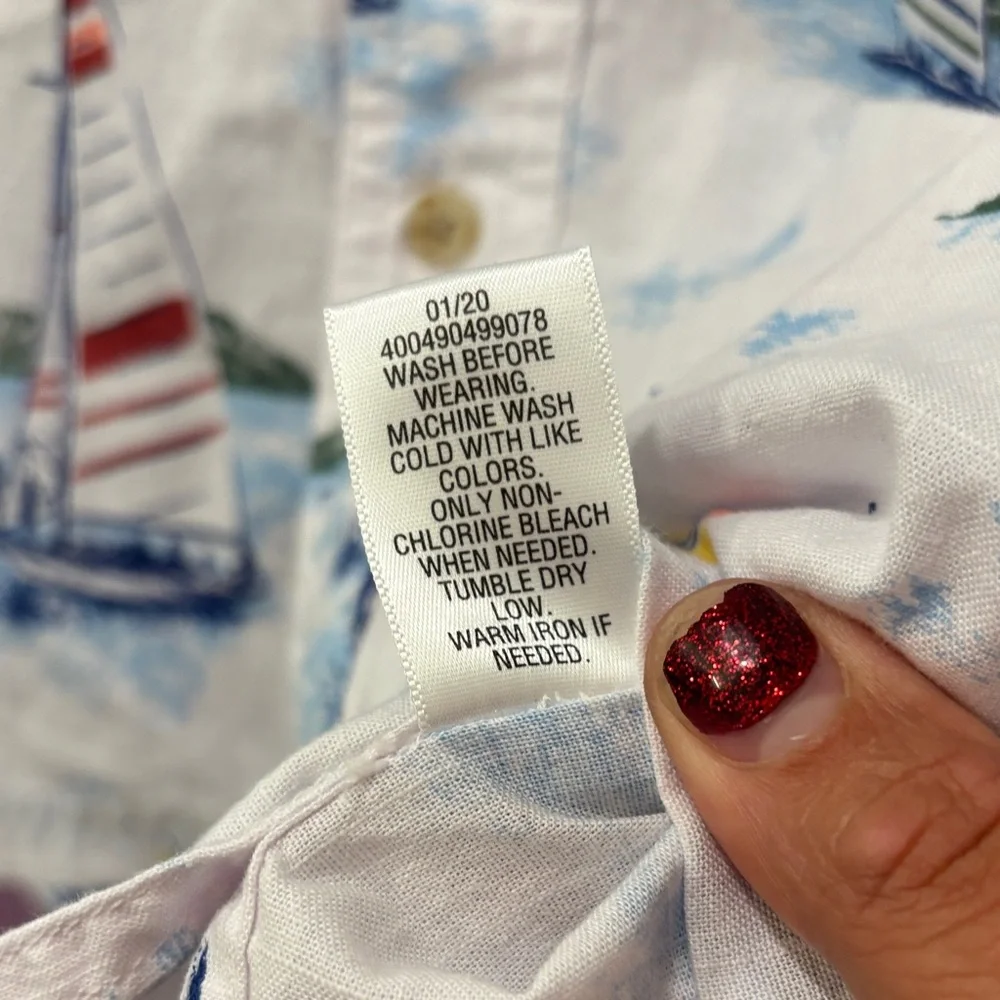 01/20
400490499078
WASH BEFORE
WEARING.
MACHINE WASH
COLD WITH LIKE
COLORS.
ONLY NON-
CHLORINE BLEACH
WHEN NEEDED.
TUMBLE DRY
LOW.
WARM IRON IF
NEEDED.